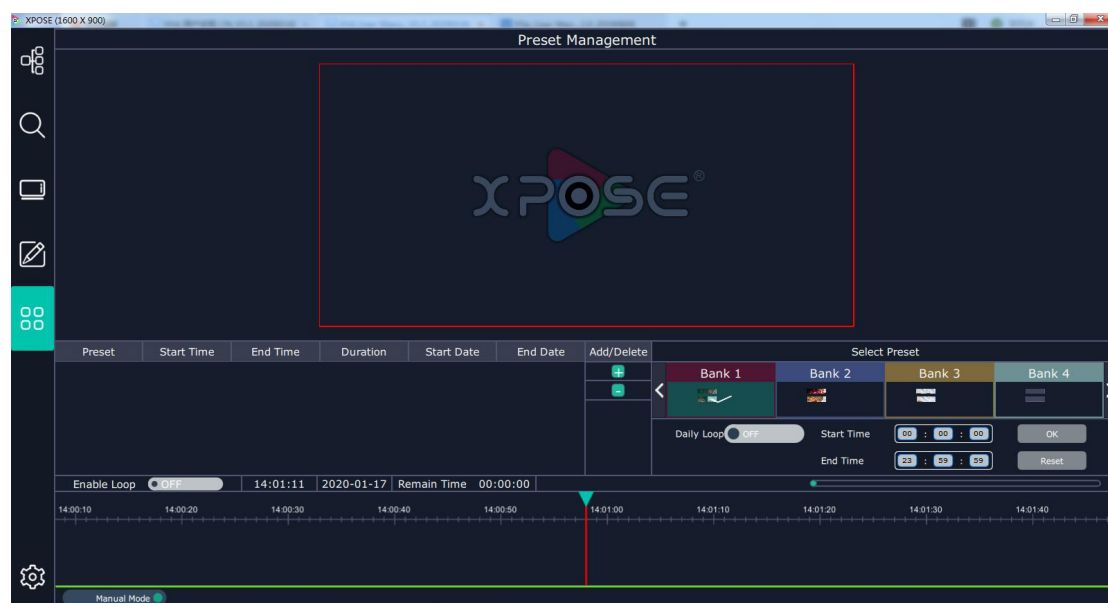 XPOSE (1600 X 900)
Preset Management
XPOSE®
Preset Start Time End Time Duration Start Date End Date Add/Delete Select Preset
+
-
Bank 1 Bank 2 Bank 3 Bank 4
Daily Loop OFF Start Time 00 : 00 : 00 OK
End Time 23 : 59 : 59 Reset
Enable Loop OFF 14:01:11 2020-01-17 Remain Time 00:00:00
14:00:10 14:00:20 14:00:30 14:00:40 14:00:50 14:01:00 14:01:10 14:01:20 14:01:30 14:01:40
Manual Mode